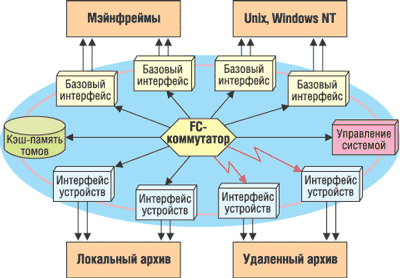 Мэйнфреймы
Unix, Windows NT
Базовый
интерфейс
Базовый
интерфейс
Базовый
интерфейс
Базовый
интерфейс
Кэш-память
томов
FC-
коммутатор
Управление
системой
Интерфейс
устройств
Интерфейс
устройств
Интерфейс
устройств
Интерфейс
устройств
Локальный архив
Удаленный архив